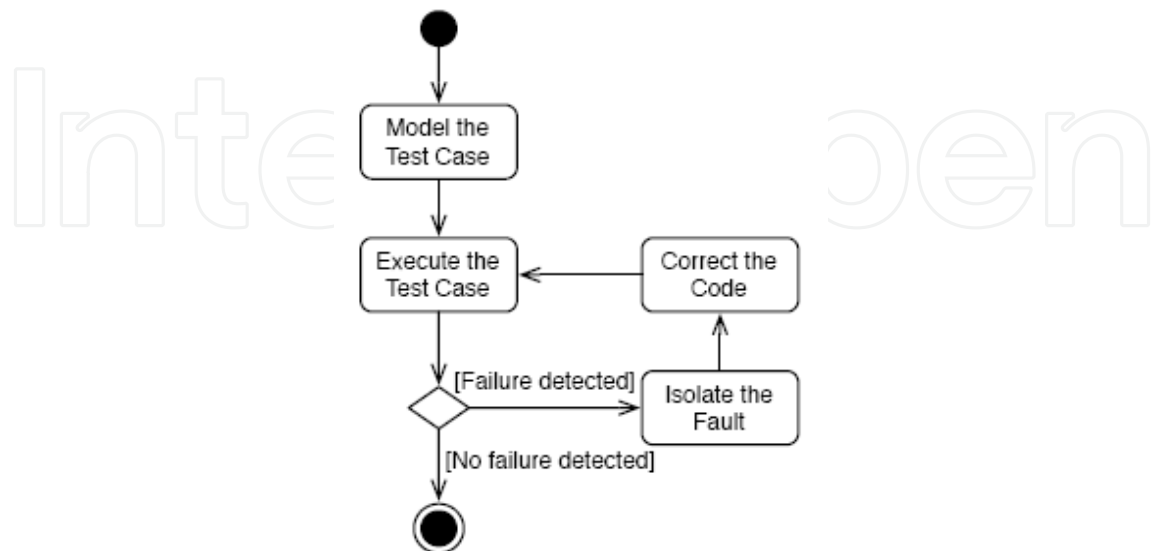 Model the
Test Case
Execute the
Test Case
Correct the
Code
[Failure detected]
Isolate the
Fault
[No failure detected]